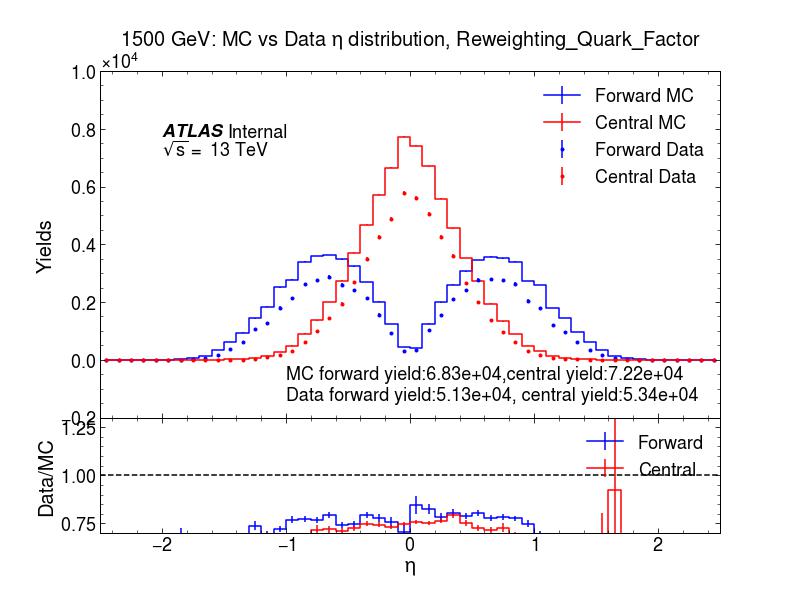 1500 GeV: MC vs Data η distribution, Reweighting_Quark_Factor
×10⁴
1.0
0.8
0.6
0.4
0.2
0.0
0.2
Yields
ATLAS Internal
√s = 13 TeV
Forward MC
Central MC
Forward Data
Central Data
MC forward yield:6.83e+04,central yield:7.22e+04
Data forward yield:5.13e+04, central yield:5.34e+04
1.25
1.00
0.75
Data/MC
Forward
Central
−2 −1 0 1 2
η